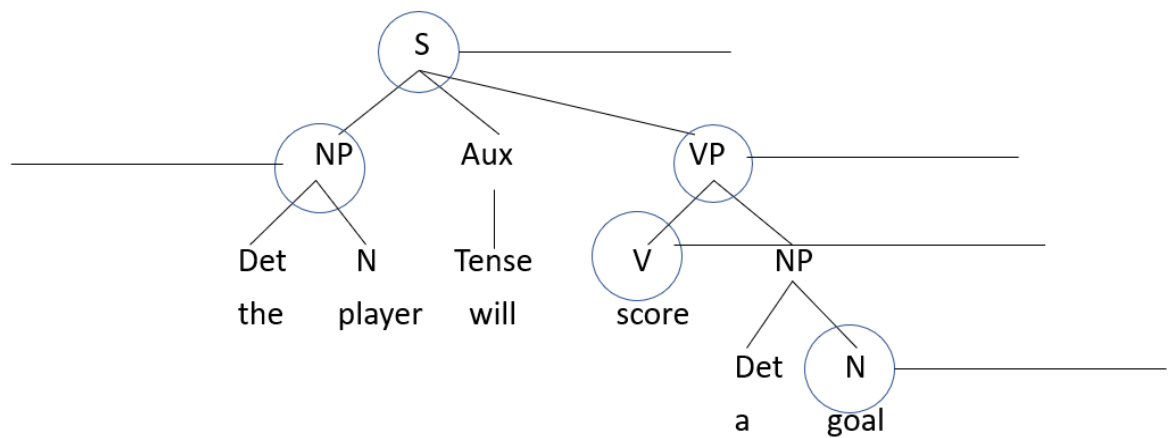 S
NP Aux VP
Det N Tense V NP
the player will score
Det N
a goal